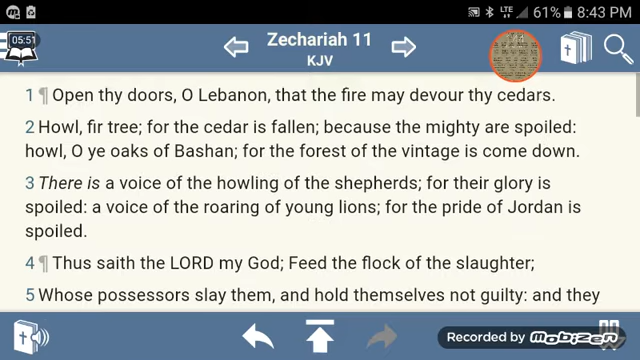 LTE 61% 8:43 PM
05:51
Zechariah 11
KJV
1 ¶ Open thy doors, O Lebanon, that the fire may devour thy cedars.
2 Howl, fir tree; for the cedar is fallen; because the mighty are spoiled:
howl, O ye oaks of Bashan; for the forest of the vintage is come down.
3 There is a voice of the howling of the shepherds; for their glory is
spoiled: a voice of the roaring of young lions; for the pride of Jordan is
spoiled.
4 ¶ Thus saith the LORD my God; Feed the flock of the slaughter;
5 Whose possessors slay them, and hold themselves not guilty: and they
Recorded by mobizen